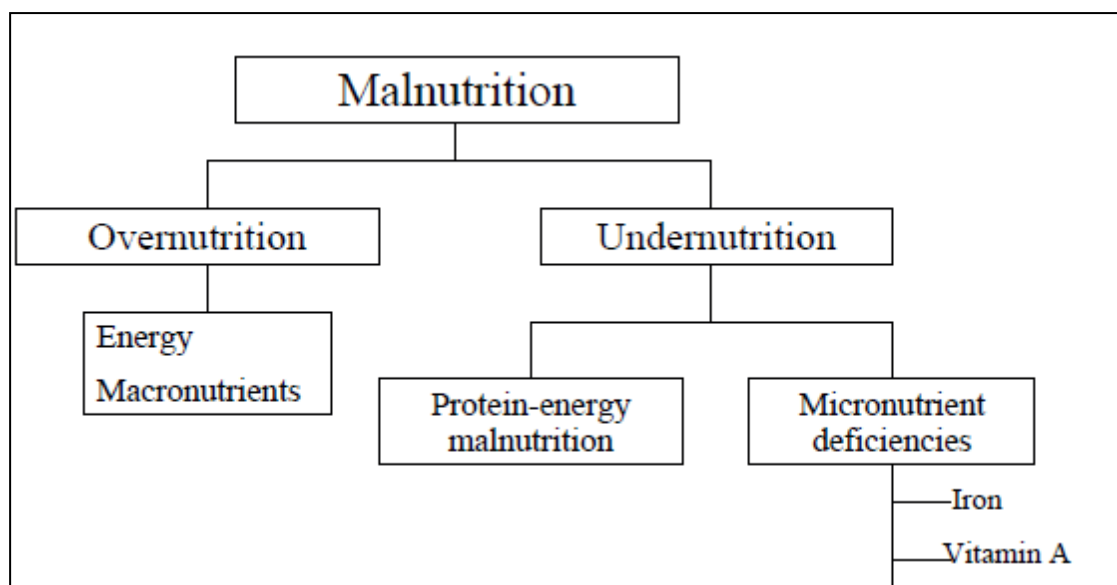 Malnutrition
Overnutrition
Undernutrition
Energy
Macronutrients
Protein-energy
malnutrition
Micronutrient
deficiencies
Iron
Vitamin A